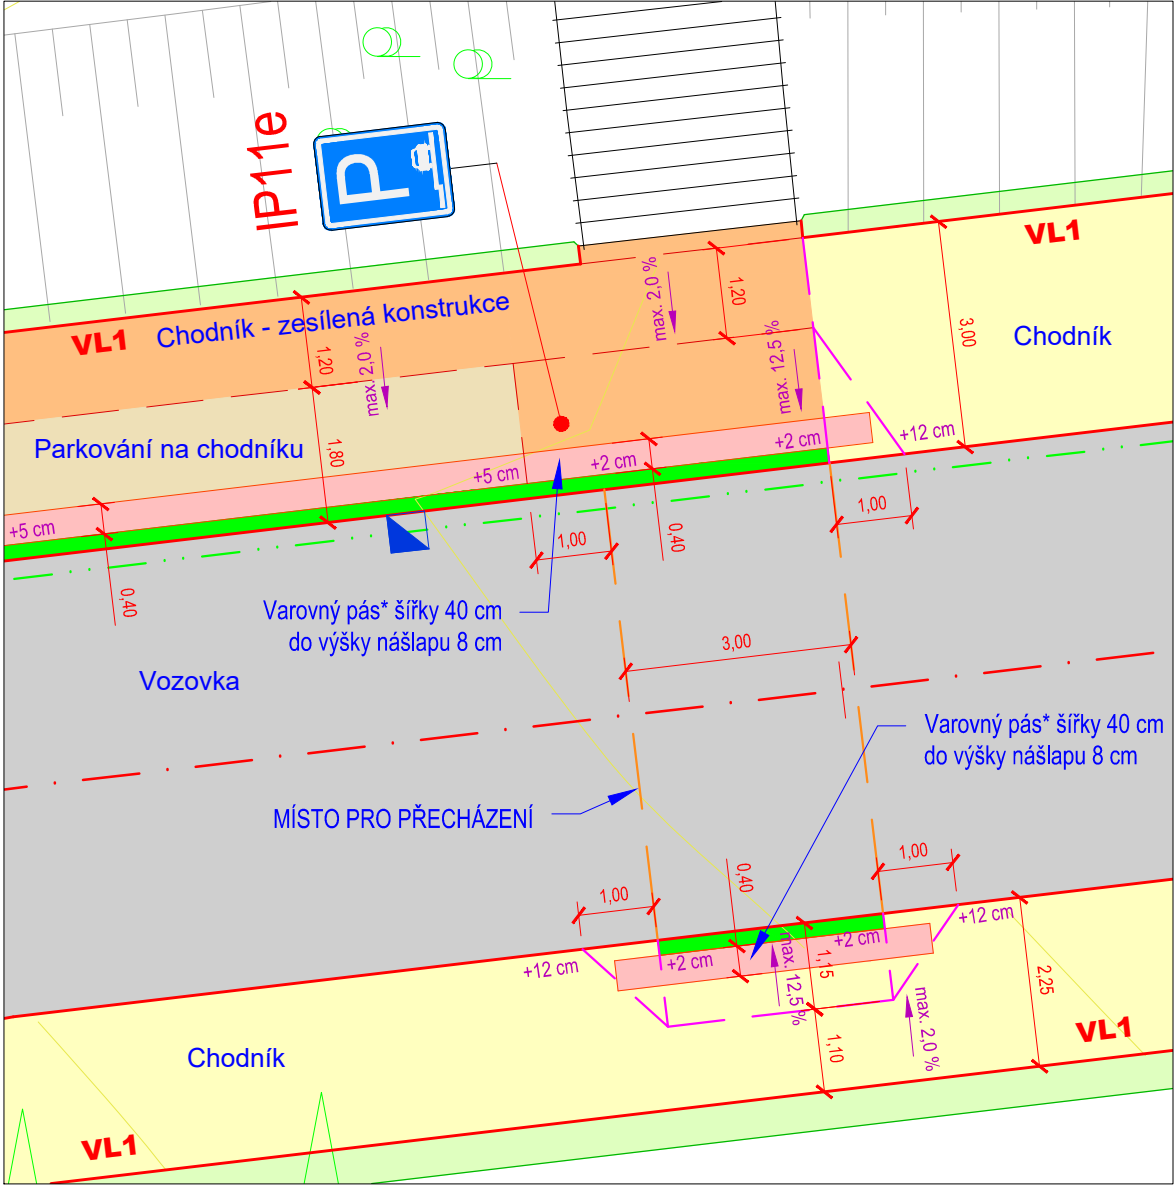 IP11e
P
VL1
Chodník - zesílená konstrukce
max. 2,0 %
1,20
VL1
3,00
Chodník
1,20
max. 2,0 %
max. 12,5 %
Parkování na chodníku
1,80
+5 cm
+2 cm
+2 cm
+12 cm
+5 cm
1,00
1,00
0,40
0,40
Varovný pás* šířky 40 cm
do výšky nášlapu 8 cm
3,00
Vozovka
Varovný pás* šířky 40 cm
do výšky nášlapu 8 cm
MÍSTO PRO PŘECHÁZENÍ
1,00
0,40
1,00
+12 cm
+2 cm
+2 cm
+12 cm
max. 12,5 %
1,15
2,25
max. 2,0 %
1,10
Chodník
VL1
VL1